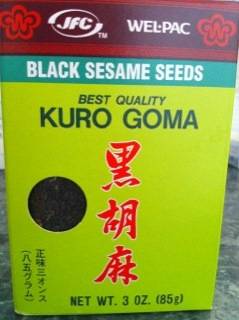 JFC TM WEL·PAC
BLACK SESAME SEEDS
BEST QUALITY
KURO GOMA
黒胡麻
正味三オンス
(八五グラム)
NET WT. 3 OZ. (85g)